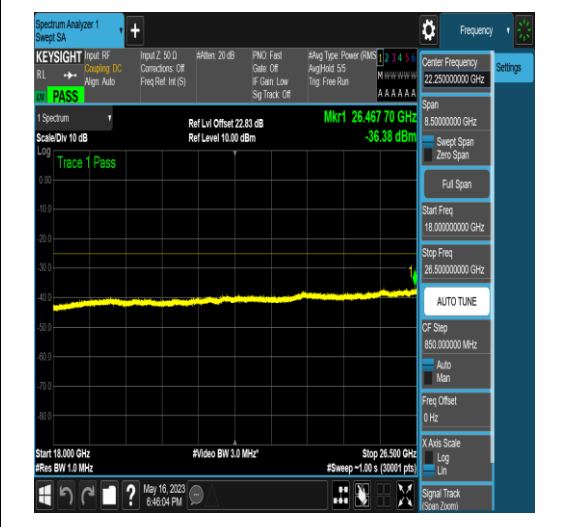 Spectrum Analyzer 1
Swept SA
+
Frequency
KEYSIGHT
Input: RF
Input Z: 50 Ω
#Atten: 20 dB
PNO: Fast
#Avg Type: Power (RMS
1 2 3 4 5 6
RL
Coupling: DC
Corrections: Off
Gate: Off
Avg|Hold: 5/5
M W W W W W
Align: Auto
Freq Ref: Int (S)
IF Gain: Low
Trig: Free Run
PASS
Sig Track: Off
A A A A A A
1 Spectrum
Ref Lvl Offset 22.83 dB
Mkr1 26.467 70 GHz
Scale/Div 10 dB
Ref Level 10.00 dBm
-36.38 dBm
Log
Trace 1 Pass
0.00
-10.0
-20.0
-30.0
1
-40.0
-50.0
-60.0
-70.0
-80.0
Start 18.000 GHz
#Video BW 3.0 MHz*
Stop 26.500 GHz
#Res BW 1.0 MHz
#Sweep ~1.00 s (30001 pts)
May 16, 2023
6:46:04 PM
?
Center Frequency
22.250000000 GHz
Settings
Span
8.50000000 GHz
Swept Span
Zero Span
Full Span
Start Freq
18.000000000 GHz
Stop Freq
26.500000000 GHz
AUTO TUNE
CF Step
850.000000 MHz
Auto
Man
Freq Offset
0 Hz
X Axis Scale
Log
Lin
Signal Track
(Span Zoom)